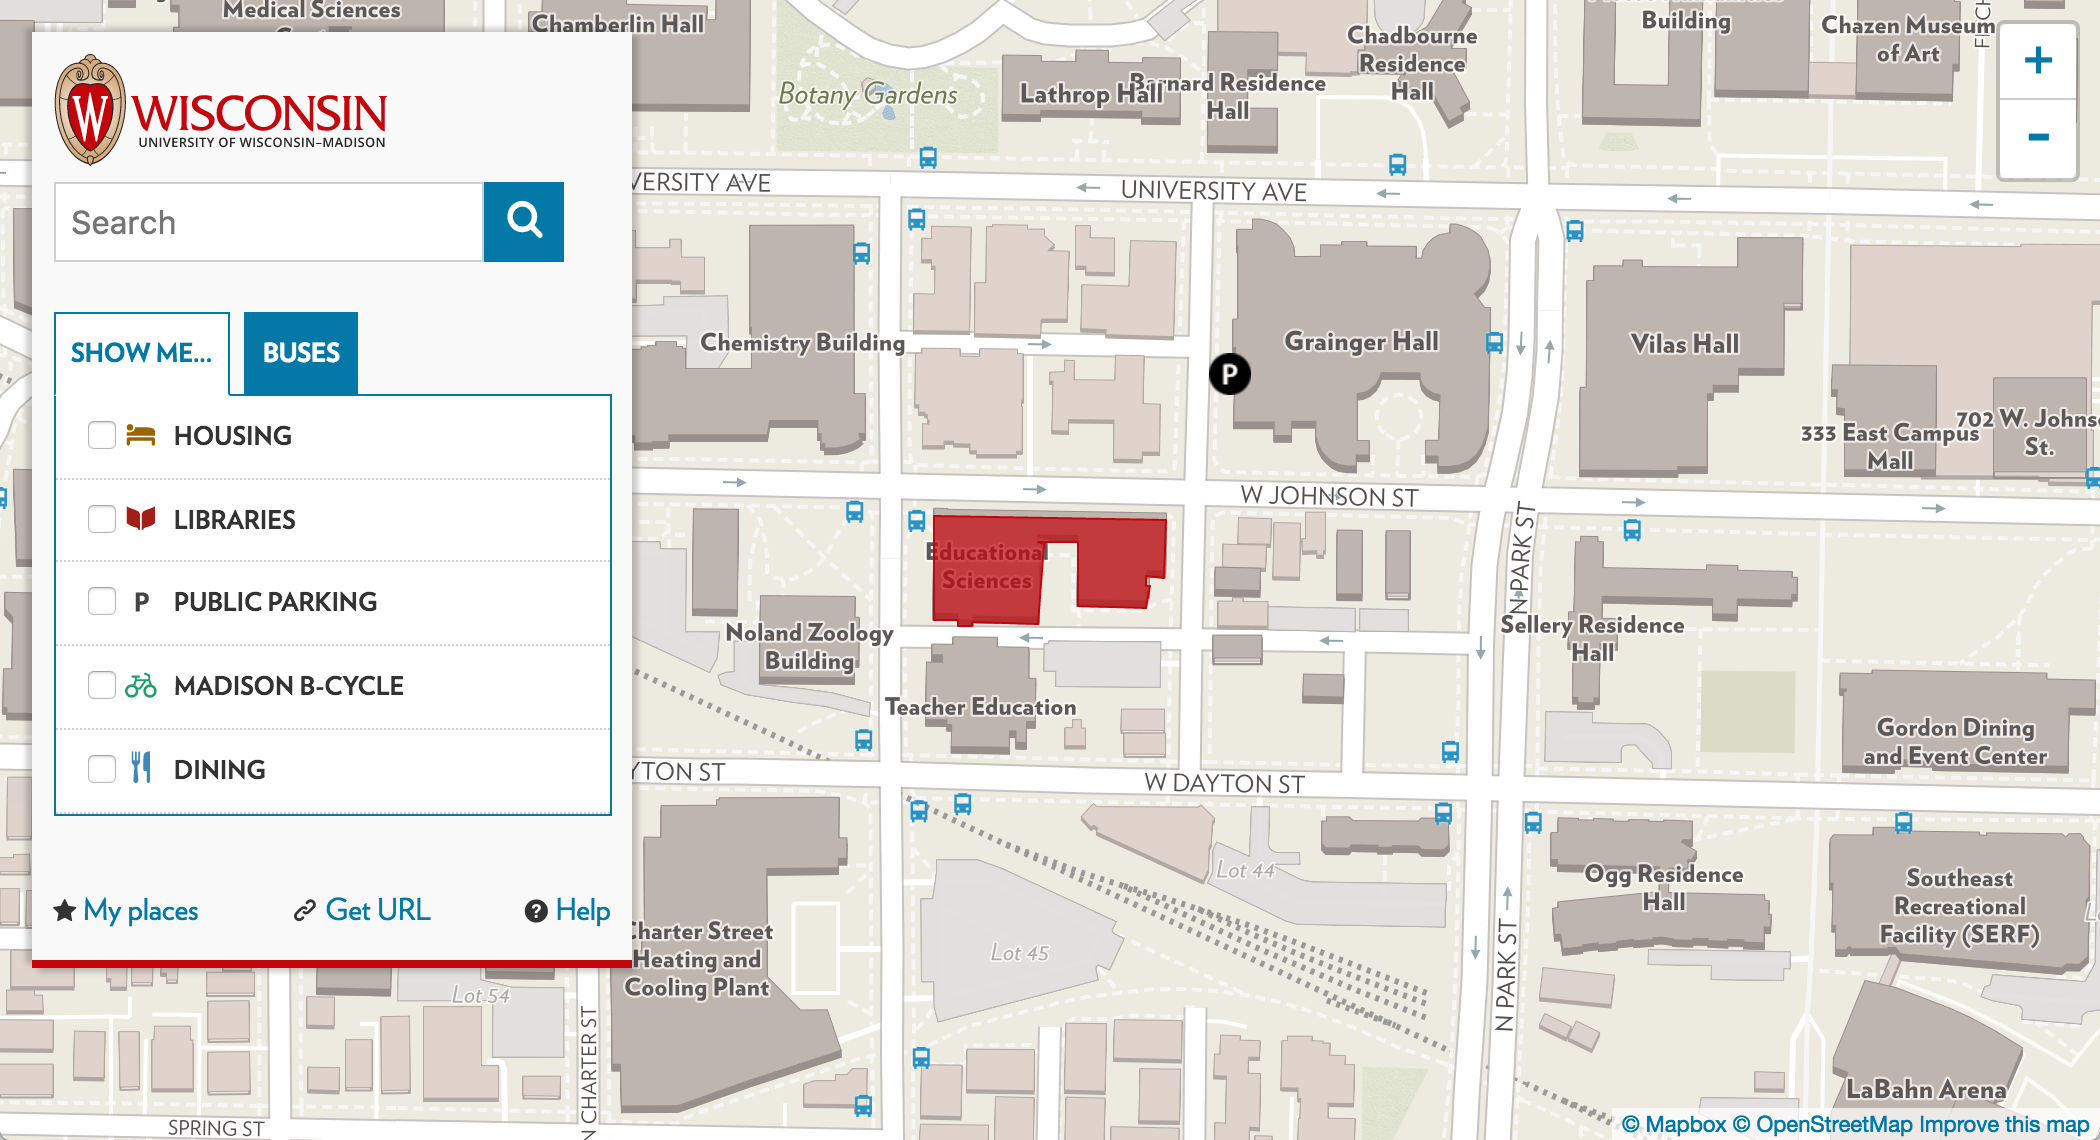 Medical Sciences
Chamberlin Hall
W
WISCONSIN
UNIVERSITY OF WISCONSIN–MADISON
Search
SHOW ME...
BUSES
HOUSING
LIBRARIES
P
PUBLIC PARKING
MADISON B-CYCLE
DINING
My places
Get URL
? Help
Botany Gardens
Lathrop Hall
Barnard Residence
Hall
Chadbourne
Residence
Hall
Building
Chazen Museum
of Art
+
-
VERSITY AVE
UNIVERSITY AVE
Chemistry Building
P
Grainger Hall
Vilas Hall
333 East Campus
Mall
702 W. Johns
St.
W JOHNSON ST
N PARK ST
Educational
Sciences
Noland Zoology
Building
Sellery Residence
Hall
Teacher Education
Gordon Dining
and Event Center
YTON ST
W DAYTON ST
Lot 44
Ogg Residence
Hall
Southeast
Recreational
Facility (SERF)
Charter Street
Heating and
Cooling Plant
Lot 45
N PARK ST
Lot 54
N CHARTER ST
LaBahn Arena
SPRING ST
© Mapbox © OpenStreetMap Improve this map